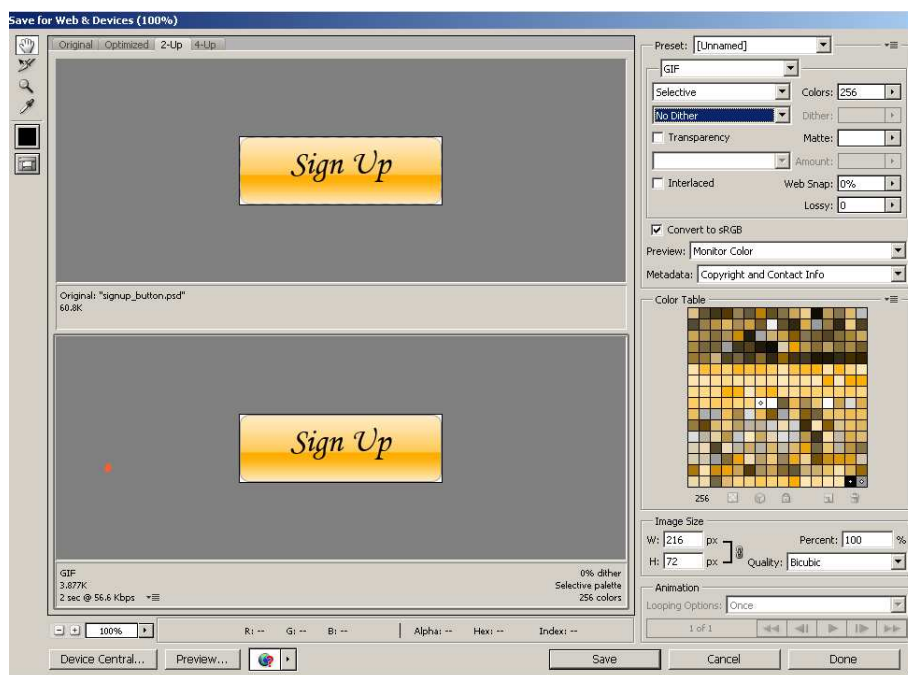 Save for Web & Devices (100%)
Original Optimized 2-Up 4-Up
Sign Up
Original: "signup_button.psd"
60.8K
Sign Up
GIF
3.877K
2 sec @ 56.6 Kbps
0% dither
Selective palette
256 colors
100% R: -- G: -- B: -- Alpha: -- Hex: -- Index: --
Device Central... Preview... Save Cancel Done
Preset: [Unnamed]
GIF
Selective Colors: 256
No Dither Dither:
Transparency Matte:
Amount:
Interlaced Web Snap: 0%
Lossy: 0
Convert to sRGB
Preview: Monitor Color
Metadata: Copyright and Contact Info
Color Table
256
Image Size
W: 216 px Percent: 100 %
H: 72 px Quality: Bicubic
Animation
Looping Options: Once
1 of 1